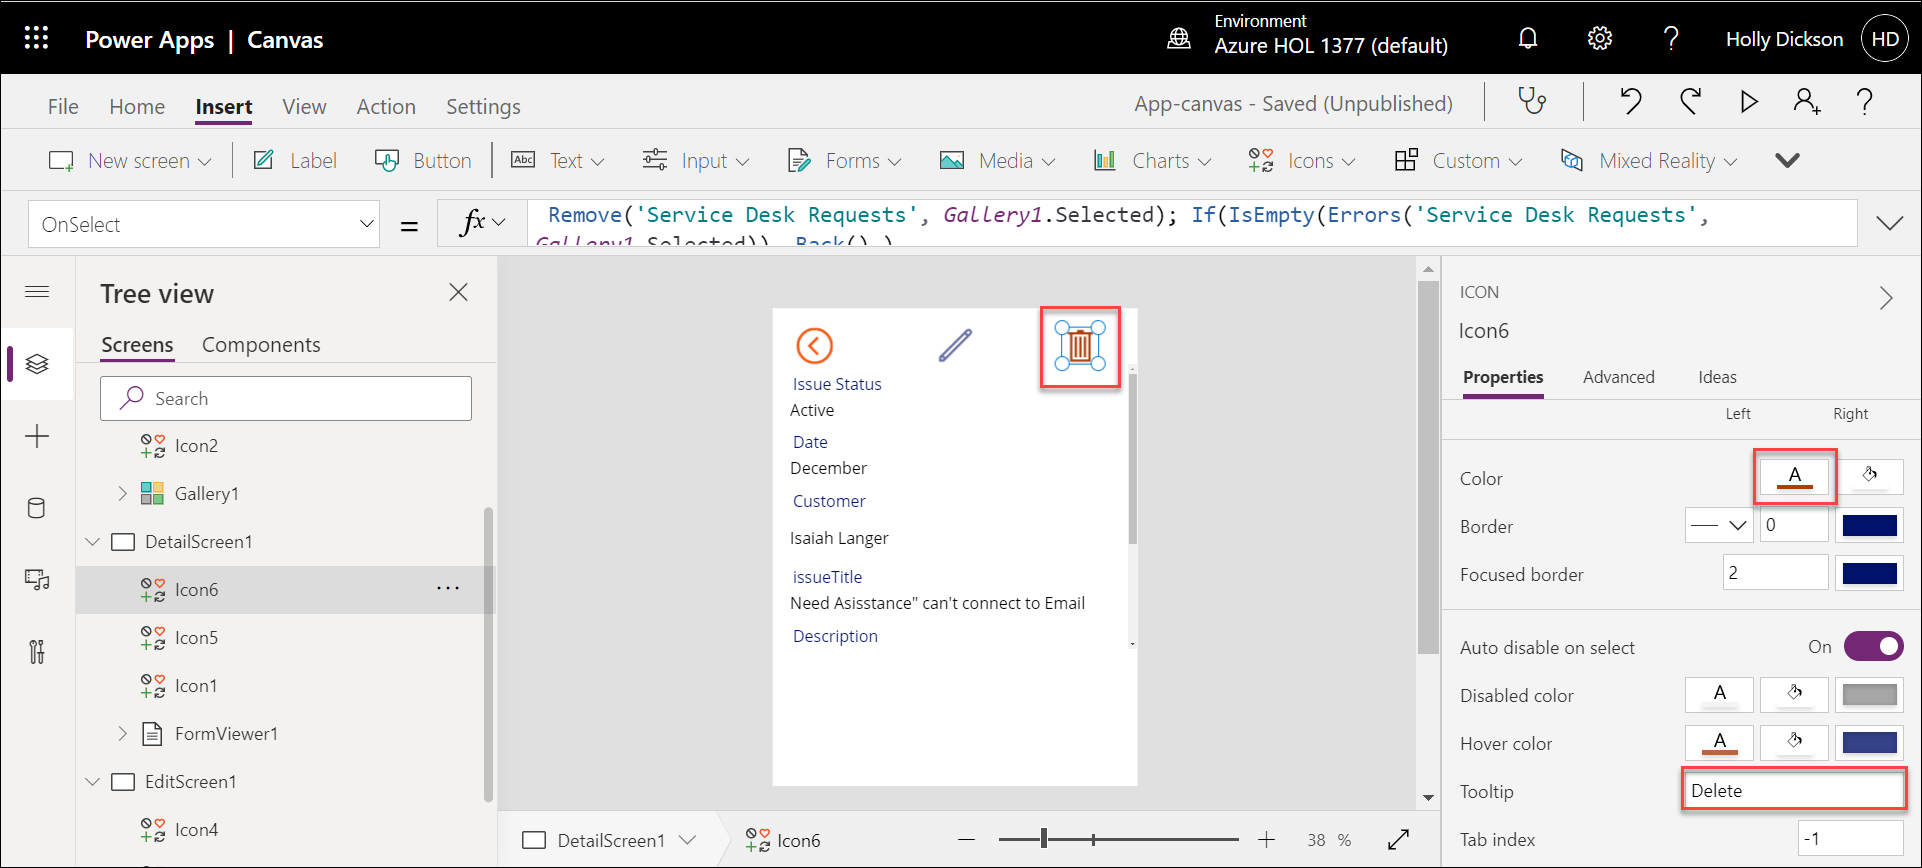 Power Apps | Canvas
Environment
Azure HOL 1377 (default)
?
Holly Dickson
HD
File Home Insert View Action Settings
App-canvas - Saved (Unpublished)
?
New screen Label Button Abc Text Input Forms Media Charts Icons Custom Mixed Reality
OnSelect
=
fx
Remove('Service Desk Requests', Gallery1.Selected); If(IsEmpty(Errors('Service Desk Requests',
Gallery1.Selected)), Back() )
Tree view
Screens Components
Search
Icon2
Gallery1
DetailScreen1
Icon6 ...
Icon5
Icon1
FormViewer1
EditScreen1
Icon4
Issue Status
Active
Date
December
Customer
Isaiah Langer
issueTitle
Need Asisstance" can't connect to Email
Description
DetailScreen1
Icon6
38 %
ICON
Icon6
Properties Advanced Ideas
Left Right
Color A
Border 0
Focused border 2
Auto disable on select On
Disabled color A
Hover color A
Tooltip Delete
Tab index -1